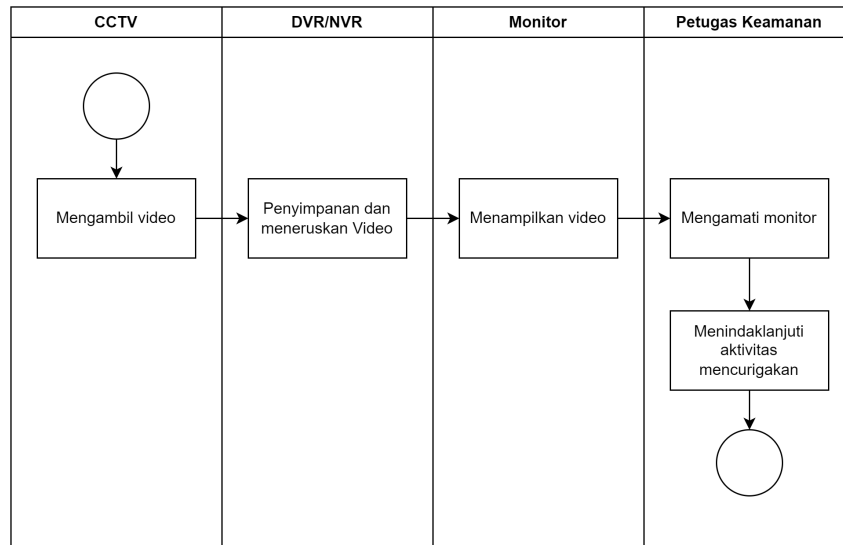 CCTV
DVR/NVR
Monitor
Petugas Keamanan
Mengambil video
Penyimpanan dan
meneruskan Video
Menampilkan video
Mengamati monitor
Menindaklanjuti
aktivitas
mencurigakan